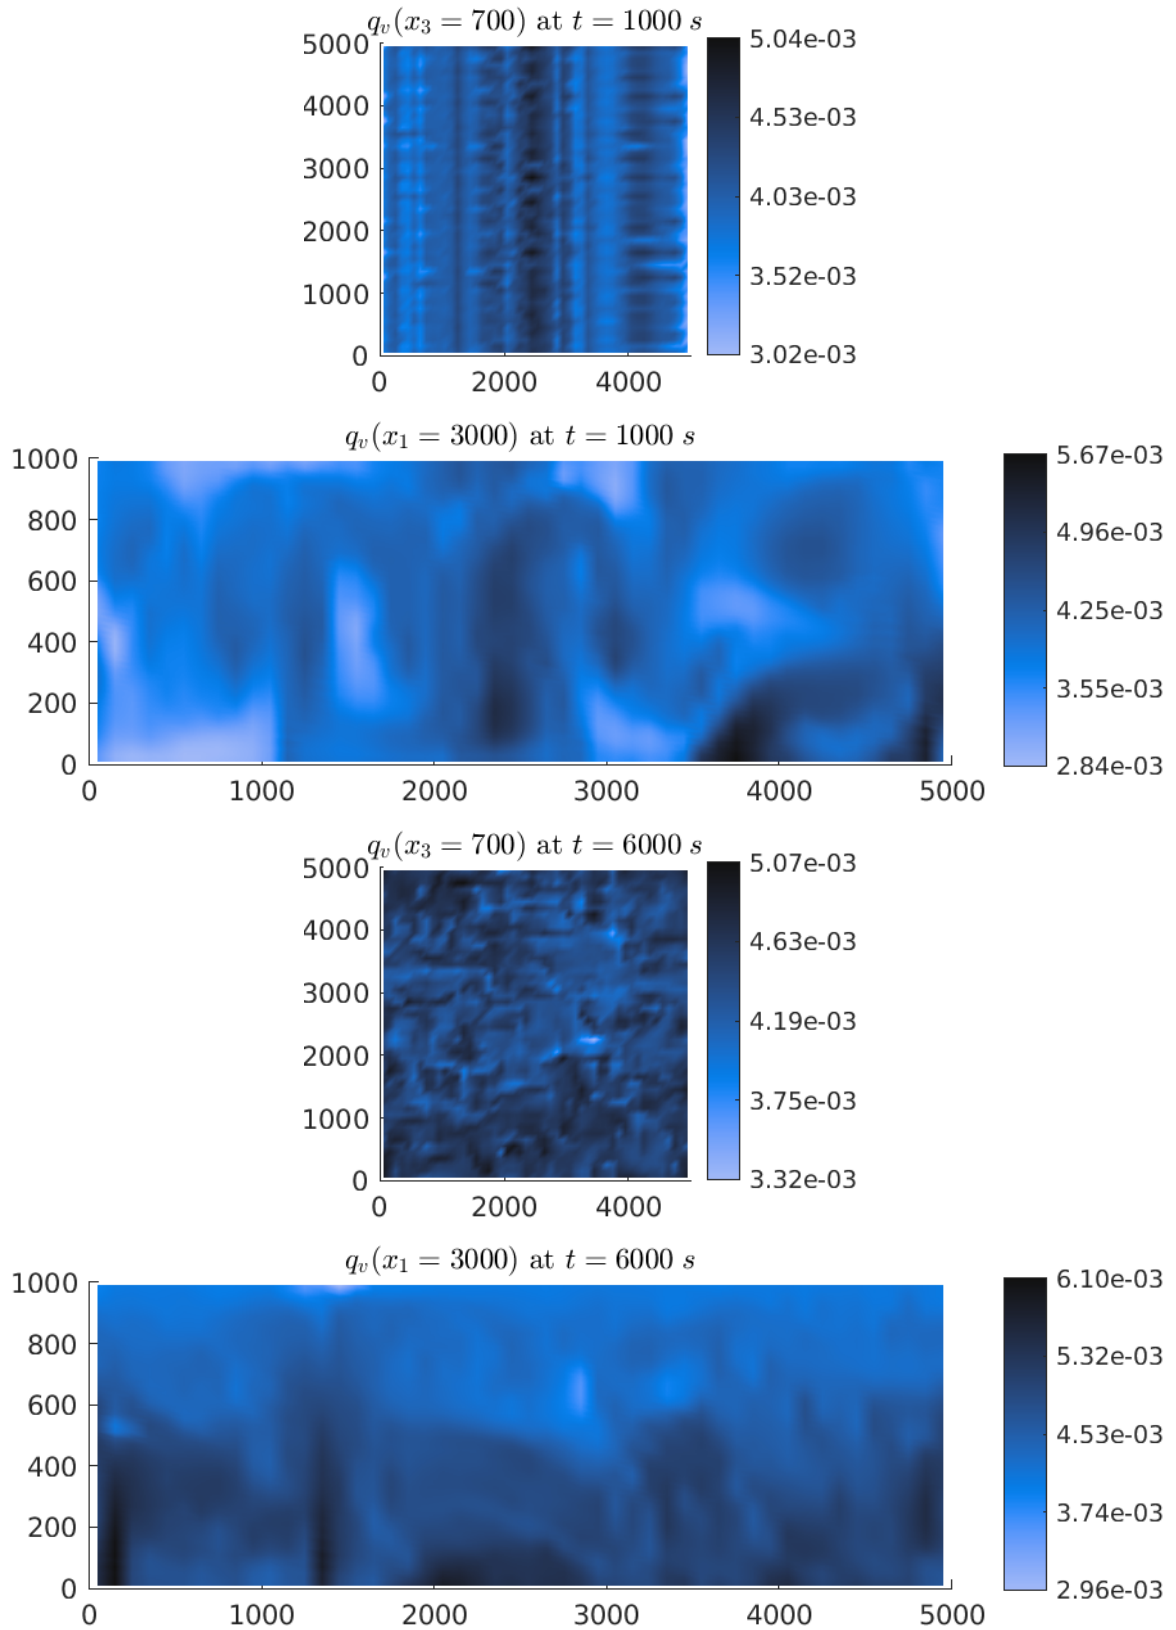 q_v(x_3 = 700) at t = 1000 s
5000
4000
3000
2000
1000
0
0 2000 4000
5.04e-03
4.53e-03
4.03e-03
3.52e-03
3.02e-03
q_v(x_1 = 3000) at t = 1000 s
1000
800
600
400
200
0
0 1000 2000 3000 4000 5000
5.67e-03
4.96e-03
4.25e-03
3.55e-03
2.84e-03
q_v(x_3 = 700) at t = 6000 s
5000
4000
3000
2000
1000
0
0 2000 4000
5.07e-03
4.63e-03
4.19e-03
3.75e-03
3.32e-03
q_v(x_1 = 3000) at t = 6000 s
1000
800
600
400
200
0
0 1000 2000 3000 4000 5000
6.10e-03
5.32e-03
4.53e-03
3.74e-03
2.96e-03